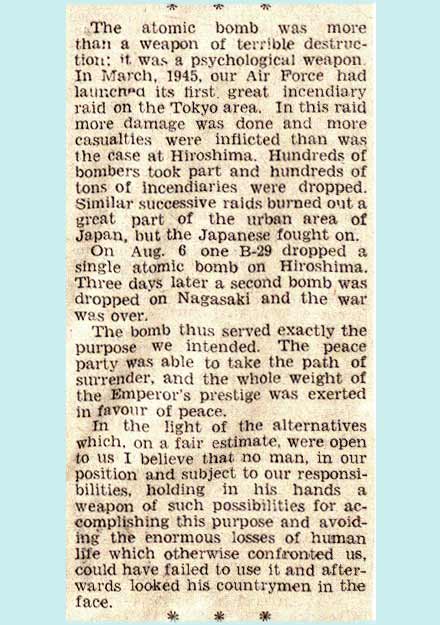 * * *
The atomic bomb was more
than a weapon of terrible destruc-
tion; it was a psychological weapon.
In March, 1945, our Air Force had
launched its first great incendiary
raid on the Tokyo area. In this raid
more damage was done and more
casualties were inflicted than was
the case at Hiroshima. Hundreds of
bombers took part and hundreds of
tons of incendiaries were dropped.
Similar successive raids burned out a
great part of the urban area of
Japan, but the Japanese fought on.
On Aug. 6 one B-29 dropped a
single atomic bomb on Hiroshima.
Three days later a second bomb was
dropped on Nagasaki and the war
was over.
The bomb thus served exactly the
purpose we intended. The peace
party was able to take the path of
surrender, and the whole weight of
the Emperor's prestige was exerted
in favour of peace.
In the light of the alternatives
which, on a fair estimate, were open
to us I believe that no man, in our
position and subject to our responsi-
bilities, holding in his hands a
weapon of such possibilities for ac-
complishing this purpose and avoid-
ing the enormous losses of human
life which otherwise confronted us,
could have failed to use it and after-
wards looked his countrymen in the
face.
* * *